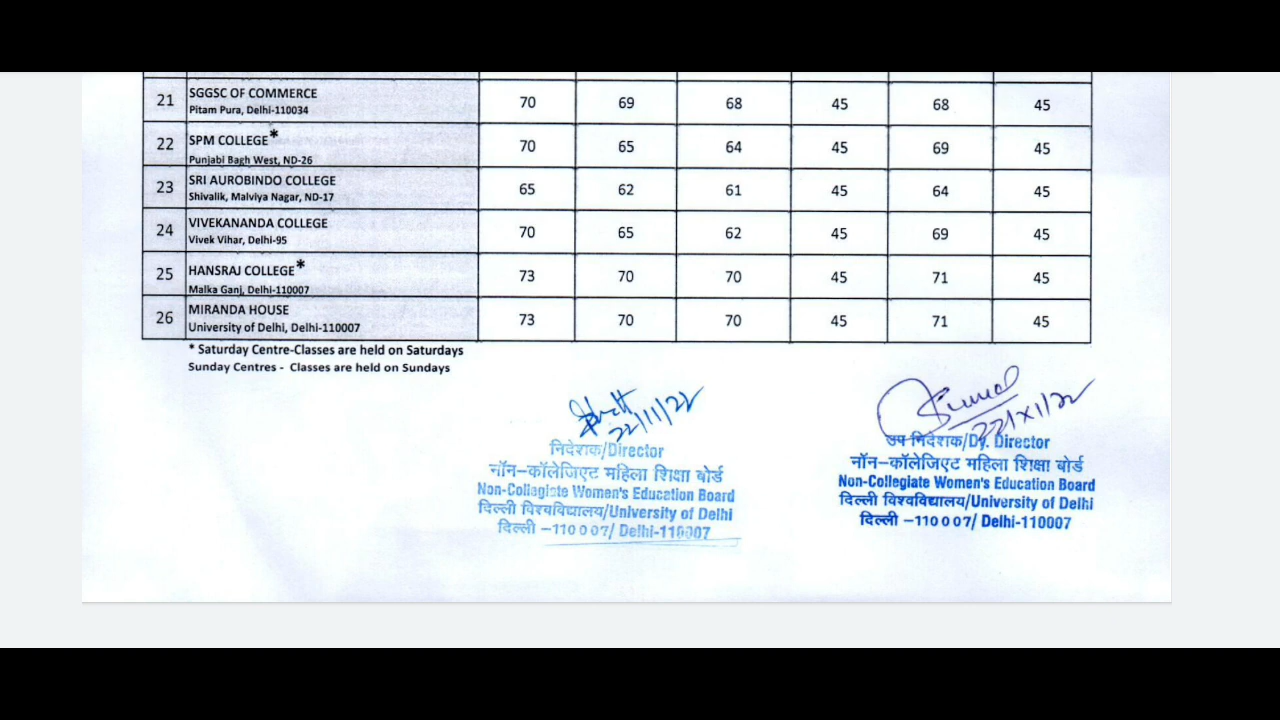 21 SGGSC OF COMMERCE 70 69 68 45 68 45
Pitam Pura, Delhi-110034
22 SPM COLLEGE* 70 65 64 45 69 45
Punjabi Bagh West, ND-26
23 SRI AUROBINDO COLLEGE 65 62 61 45 64 45
Shivalik, Malviya Nagar, ND-17
24 VIVEKANANDA COLLEGE 70 65 62 45 69 45
Vivek Vihar, Delhi-95
25 HANSRAJ COLLEGE* 73 70 70 45 71 45
Malka Ganj, Delhi-110007
26 MIRANDA HOUSE 73 70 70 45 71 45
University of Delhi, Delhi-110007
* Saturday Centre-Classes are held on Saturdays
Sunday Centres - Classes are held on Sundays
22/11/22
निदेशक/Director
नॉन–कॉलेजिएट महिला शिक्षा बोर्ड
Non-Collegiate Women's Education Board
दिल्ली विश्वविद्यालय/University of Delhi
दिल्ली –110007/ Delhi-110007
22/XI/22
उप निदेशक/Dy. Director
नॉन–कॉलेजिएट महिला शिक्षा बोर्ड
Non-Collegiate Women's Education Board
दिल्ली विश्वविद्यालय/University of Delhi
दिल्ली –110007/ Delhi-110007